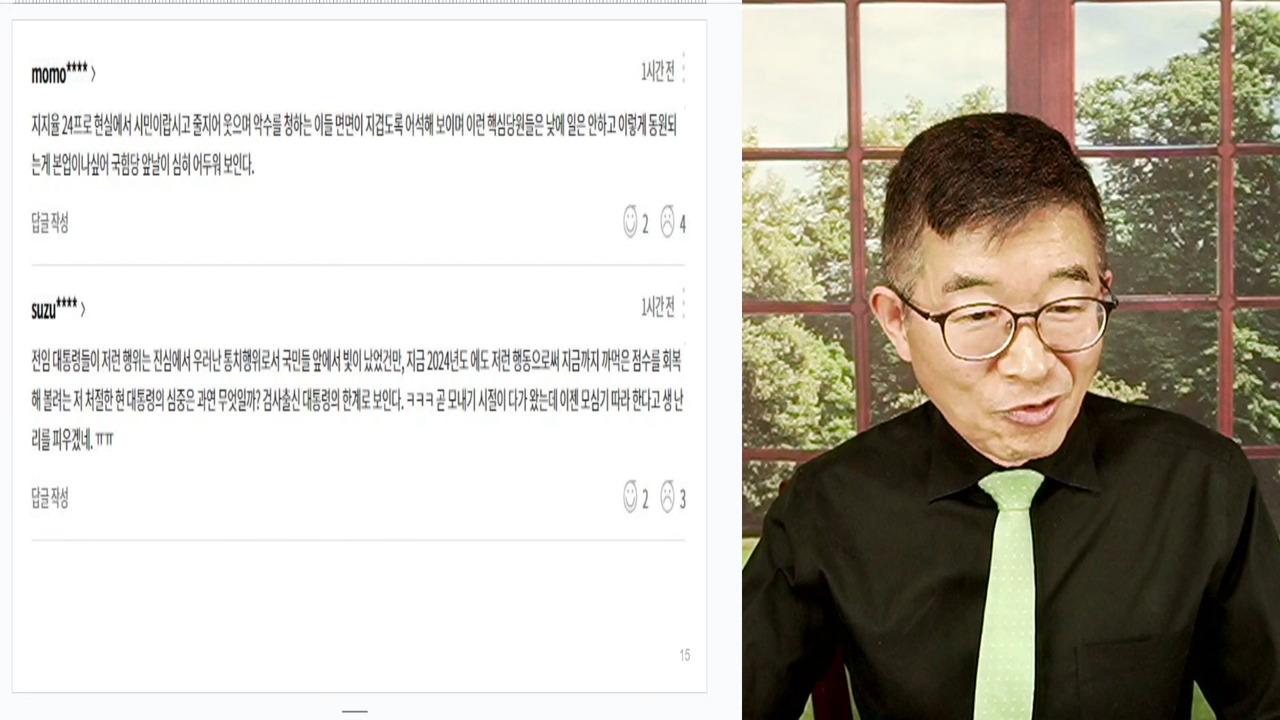 momo**** 〉
1시간 전
지지율 24프로 현실에서 시민이랍시고 줄지어 웃으며 악수를 청하는 이들 면면이 지겹도록 어석해 보이며 이런 핵심당원들은 낮에 일은 안하고 이렇게 동원되
는게 본업이나싶어 국힘당 앞날이 심히 어두워 보인다.
답글 작성
2 4
suzu**** 〉
1시간 전
전임 대통령들이 저런 행위는 진심에서 우러난 통치행위로서 국민들 앞에서 빛이 났었건만, 지금 2024년도 에도 저런 행동으로써 지금까지 까먹은 점수를 회복
해 볼려는 저 처절한 현 대통령의 심중은 과연 무엇일까? 검사출신 대통령의 한계로 보인다. ㅋㅋㅋ 곧 모내기 시절이 다가 왔는데 이젠 모심기 따라 한다고 생 난
리를 피우겠네. ㅠㅠ
답글 작성
2 3
15